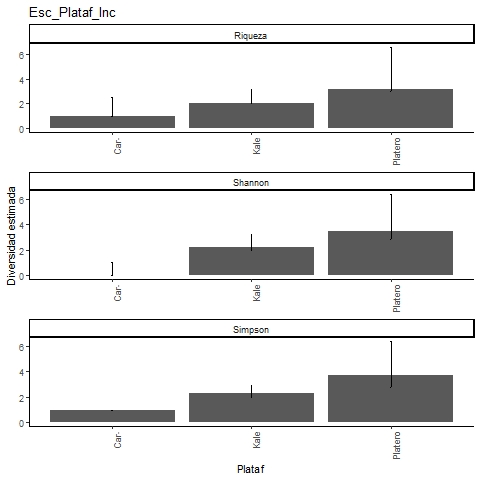 Esc_Plataf_Inc
Riqueza
6
4
2
0
Car-
Kale
Platero
Shannon
6
4
2
0
Car-
Kale
Platero
Simpson
6
4
2
0
Car-
Kale
Platero
Diversidad estimada
Plataf